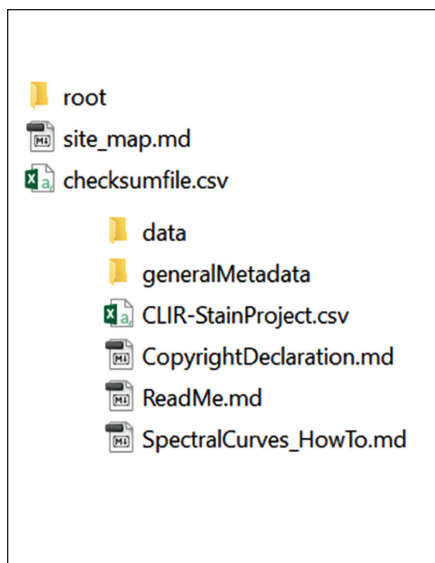 root
site_map.md
checksumfile.csv
data
generalMetadata
CLIR-StainProject.csv
CopyrightDeclaration.md
ReadMe.md
SpectralCurves_HowTo.md